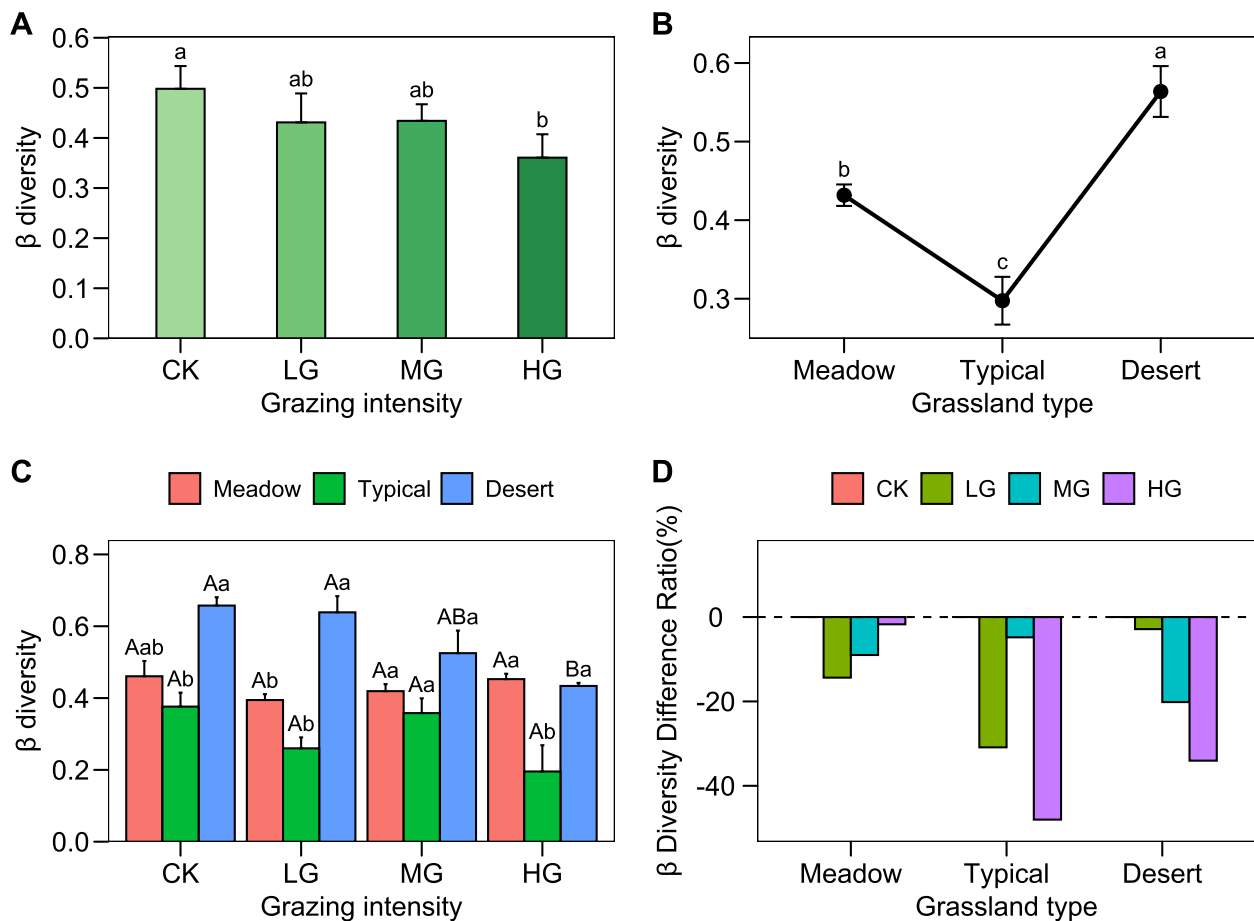 A
β diversity
0.6
0.5
0.4
0.3
0.2
0.1
0.0
a
ab
ab
b
CK LG MG HG
Grazing intensity
B
β diversity
0.6
0.5
0.4
0.3
b
c
a
Meadow Typical Desert
Grassland type
C
Meadow Typical Desert
β diversity
0.8
0.6
0.4
0.2
0.0
Aab Ab Aa
Ab Ab Aa
Aa Aa ABa
Aa Ab Ba
CK LG MG HG
Grazing intensity
D
CK LG MG HG
β Diversity Difference Ratio(%)
0
-20
-40
Meadow Typical Desert
Grassland type